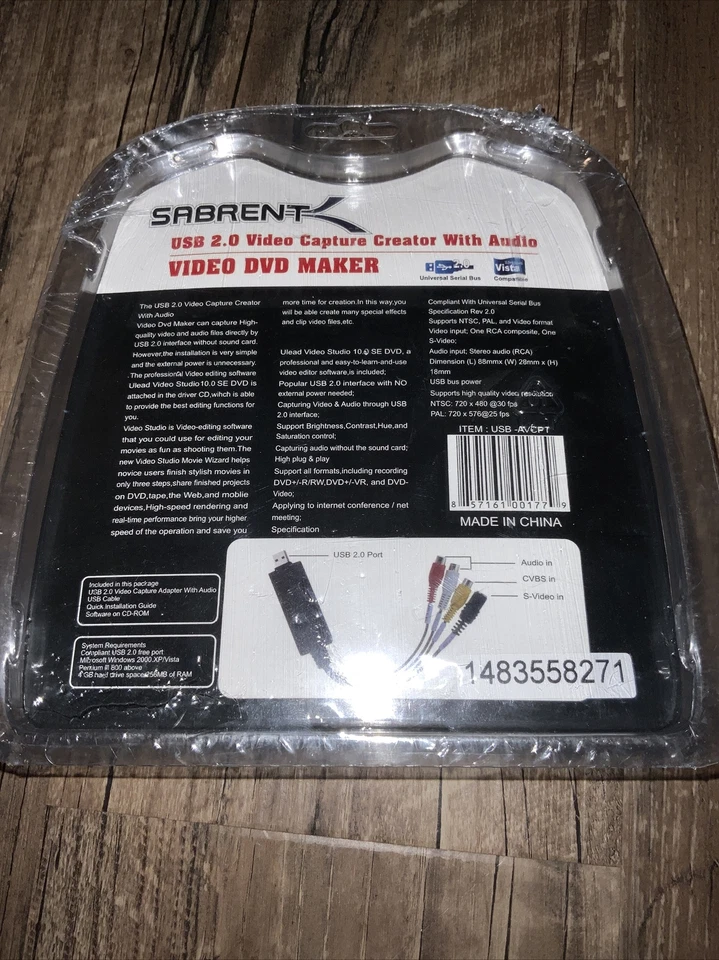 SABRENT
USB 2.0 Video Capture Creator With Audio
VIDEO DVD MAKER
2.0
Universal Serial Bus
Vista
Compatible
The USB 2.0 Video Capture Creator
With Audio
Video Dvd Maker can capture High-
quality video and audio files directly by
USB 2.0 interface without sound card.
However,the installation is very simple
and the external power is unnecessary.
.The professional Video editing software
Ulead Video Studio10.0 SE DVD is
attached in the driver CD,which is able
to provide the best editing functions for
you.
Video Studio is Video-editing software
that you could use for editing your
movies as fun as shooting them.The
new Video Studio Movie Wizard helps
novice users finish stylish movies in
only three steps,share finished projects
on DVD,tape,the Web,and moblie
devices,High-speed rendering and
real-time performance bring your higher
speed of the operation and save you
more time for creation.In this way,you
will be able create many special effects
and clip video files,etc.
Ulead Video Studio 10.0 SE DVD, a
professional and easy-to-learn-and-use
video editor software,is included;
Popular USB 2.0 interface with NO
external power needed;
Capturing Video & Audio through USB
2.0 interface;
Support Brightness,Contrast,Hue,and
Saturation control;
Capturing audio without the sound card;
High plug & play
Support all formats,including recording
DVD+/-R/RW,DVD+/-VR, and DVD-
Video;
Applying to internet conference / net
meeting;
Specification
Compliant With Universal Serial Bus
Specification Rev 2.0
Supports NTSC, PAL, and Video format
Video input; One RCA composite, One
S-Video;
Audio input; Stereo audio (RCA)
Dimension (L) 88mmx (W) 28mm x (H)
18mm
USB bus power
Supports high quality video resolution
NTSC: 720 x 480 @30 fps
PAL: 720 x 576@25 fps
ITEM : USB -AVCPT
8 57161 00177 9
MADE IN CHINA
USB 2.0 Port
Audio in
CVBS in
S-Video in
1483558271
Included in this package
USB 2.0 Video Capture Adapter With Audio
USB Cable
Quick Installation Guide
Software on CD-ROM
System Requirements
Compliant USB 2.0 free port
Microsoft Windows 2000.XP/Vista
Pentium III 800 above
4 GB hard drive space/256MB of RAM